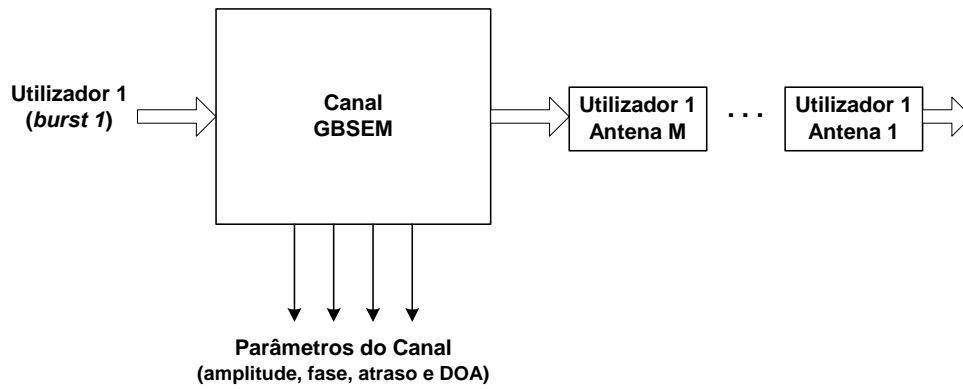 Utilizador 1
(burst 1)
Canal
GBSEM
Utilizador 1
Antena M
. . .
Utilizador 1
Antena 1
Parâmetros do Canal
(amplitude, fase, atraso e DOA)